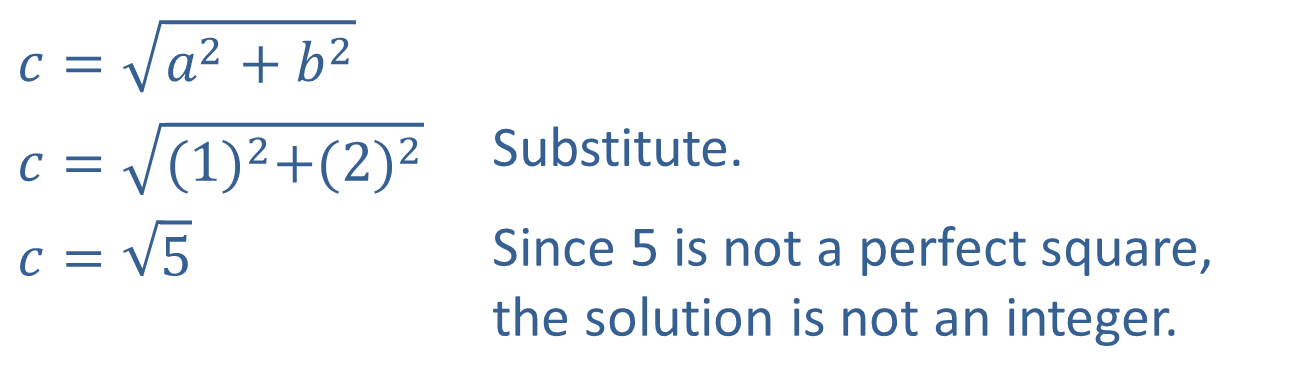 c = √a² + b²
c = √(1)²+(2)² Substitute.
c = √5 Since 5 is not a perfect square,
the solution is not an integer.